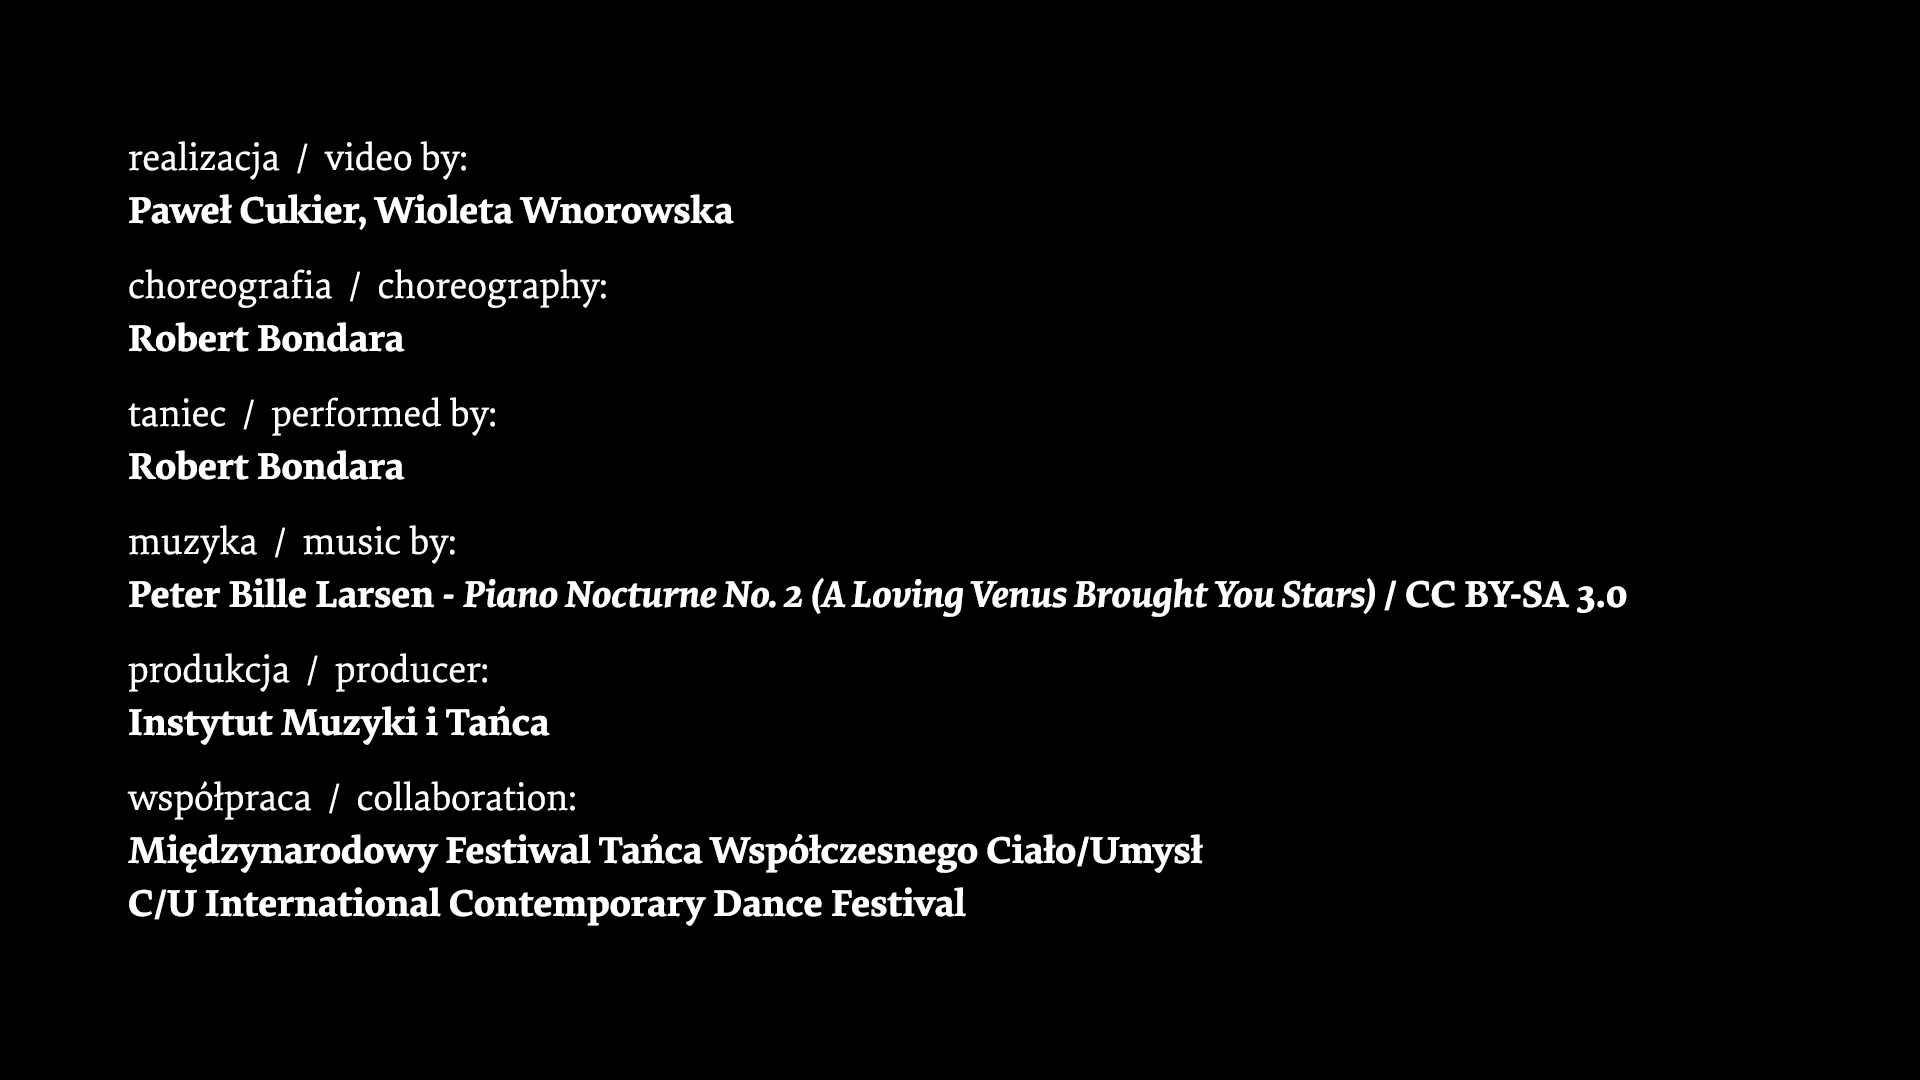 realizacja / video by:
Paweł Cukier, Wioleta Wnorowska
choreografia / choreography:
Robert Bondara
taniec / performed by:
Robert Bondara
muzyka / music by:
Peter Bille Larsen - Piano Nocturne No. 2 (A Loving Venus Brought You Stars) / CC BY-SA 3.0
produkcja / producer:
Instytut Muzyki i Tańca
współpraca / collaboration:
Międzynarodowy Festiwal Tańca Współczesnego Ciało/Umysł
C/U International Contemporary Dance Festival